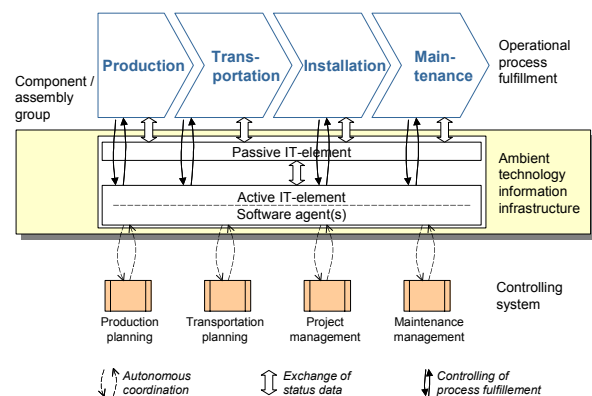 Component /
assembly
group
Production
Trans-
portation
Installation
Main-
tenance
Operational
process
fulfillment
Passive IT-element
Active IT-element
Software agent(s)
Ambient
technology
information
infrastructure
Production
planning
Transportation
planning
Project
management
Maintenance
management
Controlling
system
Autonomous
coordination
Exchange of
status data
Controlling of
process fulfillement